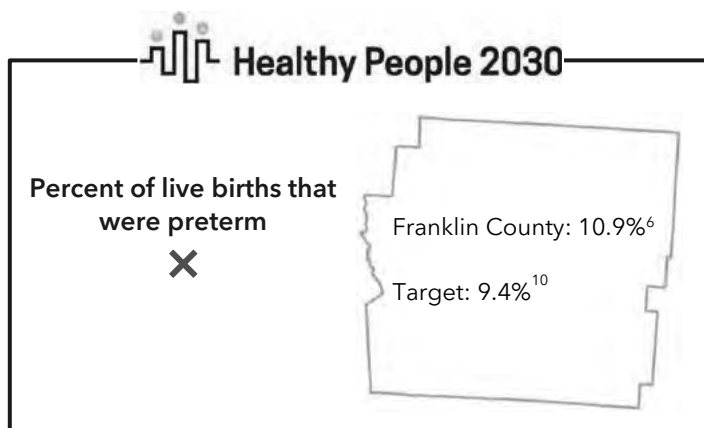 Healthy People 2030
Percent of live births that
were preterm
Franklin County: 10.9%⁶
Target: 9.4%¹⁰